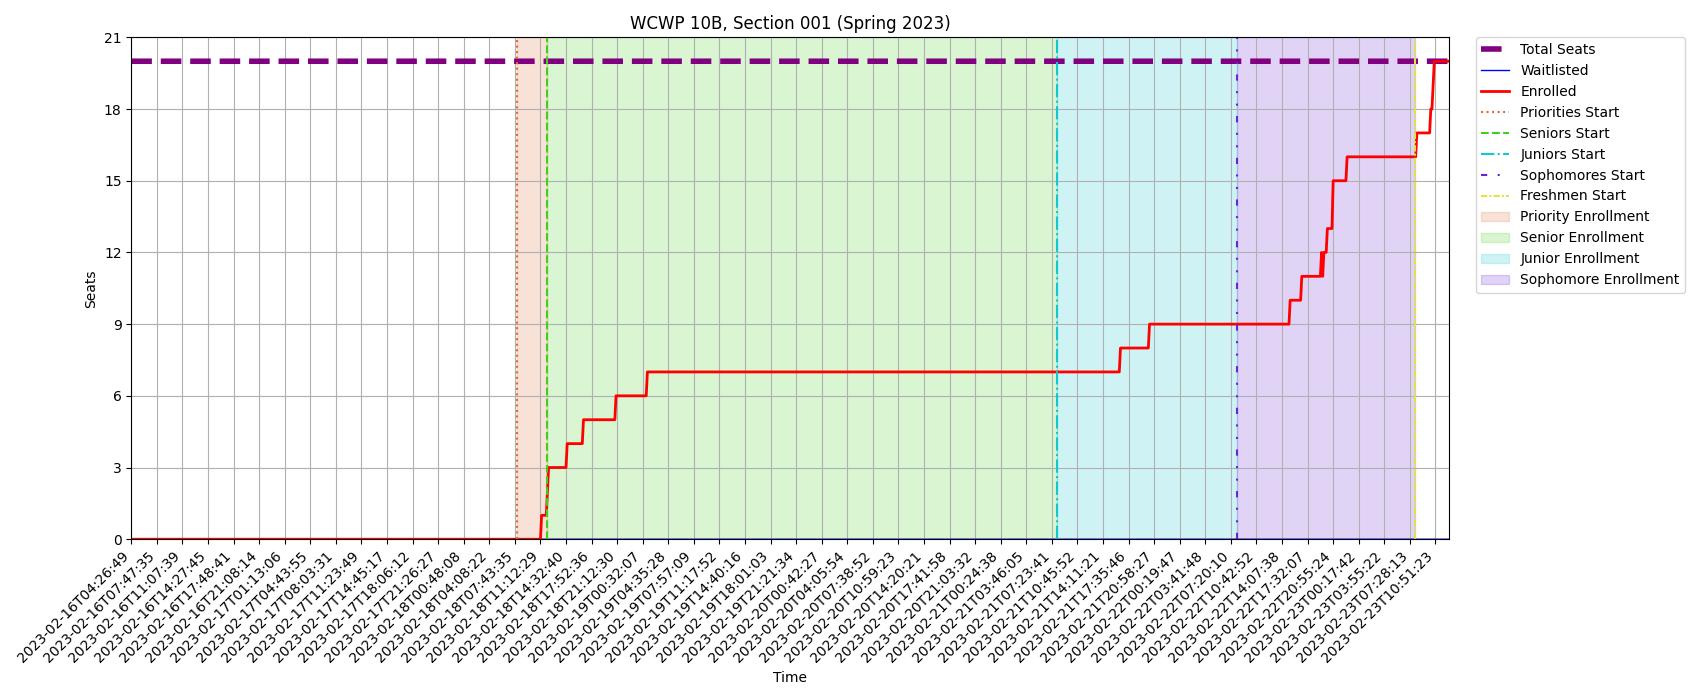 WCWP 10B, Section 001 (Spring 2023)
21
18
15
12
9
6
3
0
Seats
2023-02-16T04:26:49
2023-02-16T07:47:35
2023-02-16T11:07:39
2023-02-16T14:27:45
2023-02-16T17:48:41
2023-02-16T21:08:14
2023-02-17T01:13:06
2023-02-17T04:43:55
2023-02-17T08:03:31
2023-02-17T11:23:49
2023-02-17T14:45:17
2023-02-17T18:06:12
2023-02-17T21:26:27
2023-02-18T00:48:08
2023-02-18T04:08:22
2023-02-18T07:43:35
2023-02-18T11:12:29
2023-02-18T14:32:40
2023-02-18T17:52:36
2023-02-18T21:12:30
2023-02-19T00:32:07
2023-02-19T04:35:28
2023-02-19T07:57:09
2023-02-19T11:17:52
2023-02-19T14:40:16
2023-02-19T18:01:03
2023-02-19T21:21:34
2023-02-20T00:42:27
2023-02-20T04:05:54
2023-02-20T07:38:52
2023-02-20T10:59:23
2023-02-20T14:20:21
2023-02-20T17:41:58
2023-02-20T21:03:32
2023-02-21T00:24:38
2023-02-21T03:46:05
2023-02-21T07:23:41
2023-02-21T10:45:52
2023-02-21T14:11:21
2023-02-21T17:35:46
2023-02-21T20:58:27
2023-02-22T00:19:47
2023-02-22T03:41:48
2023-02-22T07:20:10
2023-02-22T10:42:52
2023-02-22T14:07:38
2023-02-22T17:32:07
2023-02-22T20:55:24
2023-02-23T00:17:42
2023-02-23T03:55:22
2023-02-23T07:28:13
2023-02-23T10:51:23
Time
Total Seats
Waitlisted
Enrolled
Priorities Start
Seniors Start
Juniors Start
Sophomores Start
Freshmen Start
Priority Enrollment
Senior Enrollment
Junior Enrollment
Sophomore Enrollment